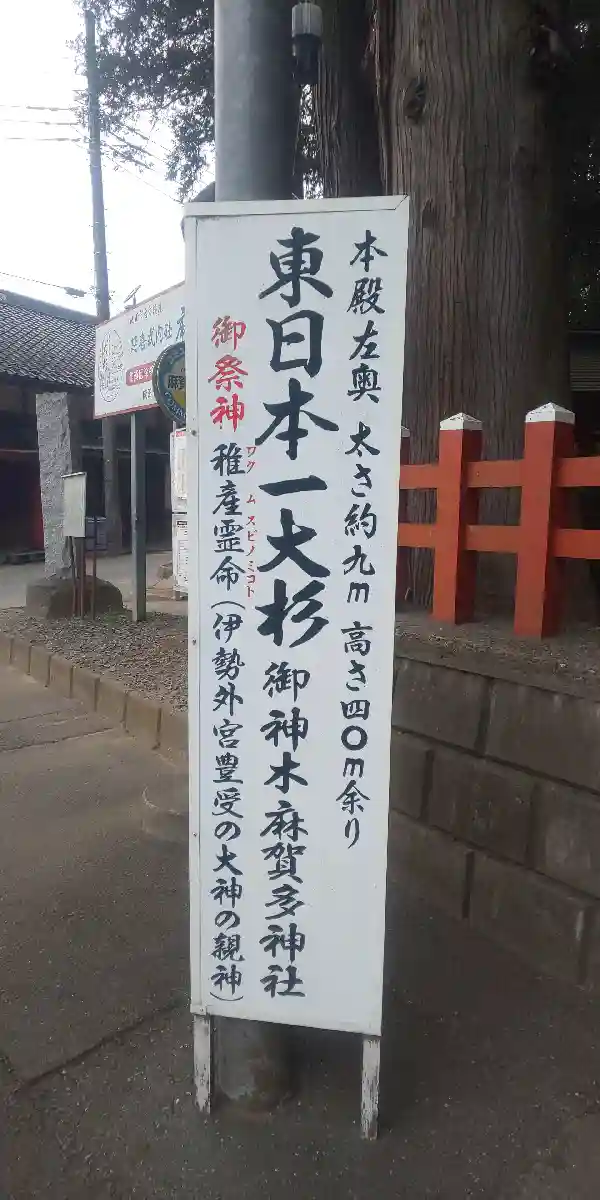 本殿左奥 太さ約九m 高さ四〇m余り
東日本一大杉 御神木 麻賀多神社
御祭神 稚産霊命(伊勢外宮豊受の大神の親神)
ワク ムスビノミコト